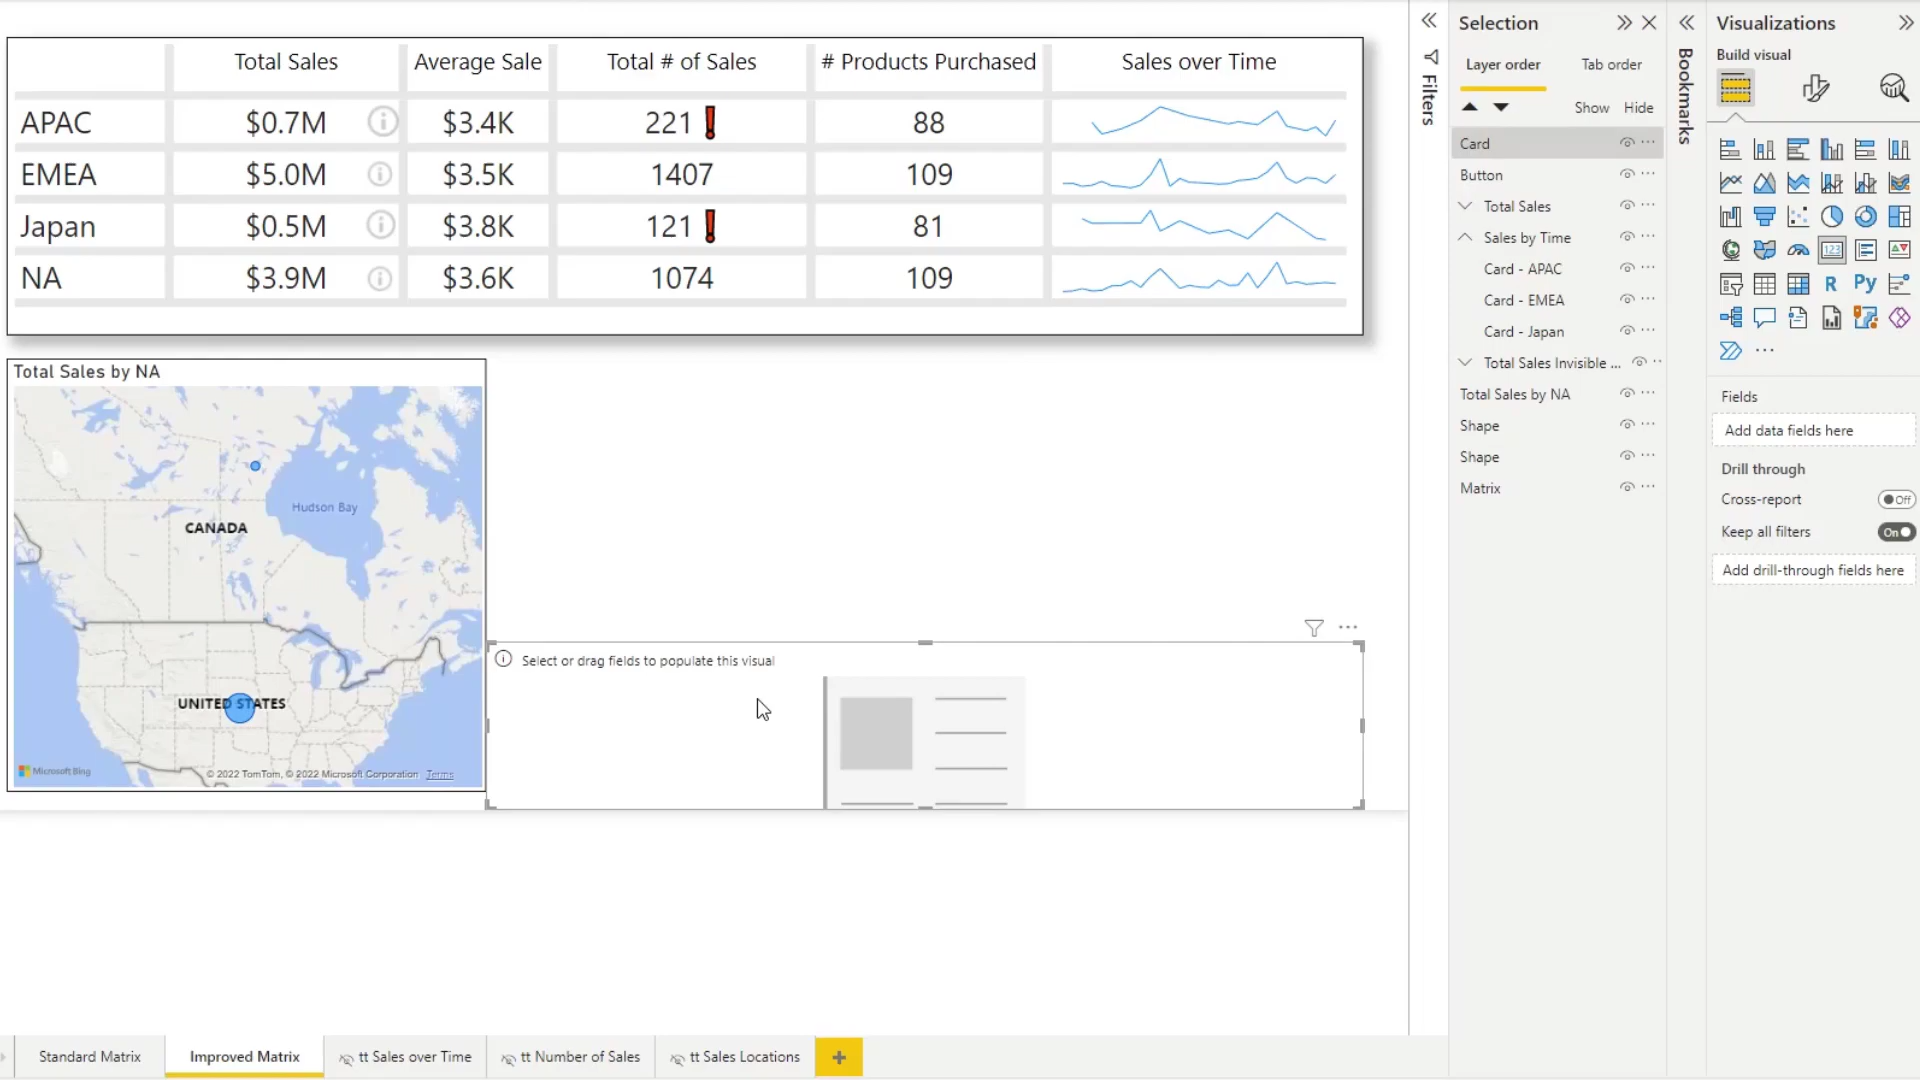 Total Sales Average Sale Total # of Sales # Products Purchased Sales over Time
APAC $0.7M $3.4K 221 88
EMEA $5.0M $3.5K 1407 109
Japan $0.5M $3.8K 121 81
NA $3.9M $3.6K 1074 109
Total Sales by NA
Hudson Bay
CANADA
UNITED STATES
Microsoft Bing
© 2022 TomTom, © 2022 Microsoft Corporation Terms
Select or drag fields to populate this visual
Standard Matrix
Improved Matrix
tt Sales over Time
tt Number of Sales
tt Sales Locations
+
Filters
Selection
Layer order Tab order
Show Hide
Card
Button
Total Sales
Sales by Time
Card - APAC
Card - EMEA
Card - Japan
Total Sales Invisible ...
Total Sales by NA
Shape
Shape
Matrix
Bookmarks
Visualizations
Build visual
123
R Py
Fields
Add data fields here
Drill through
Cross-report Off
Keep all filters On
Add drill-through fields here